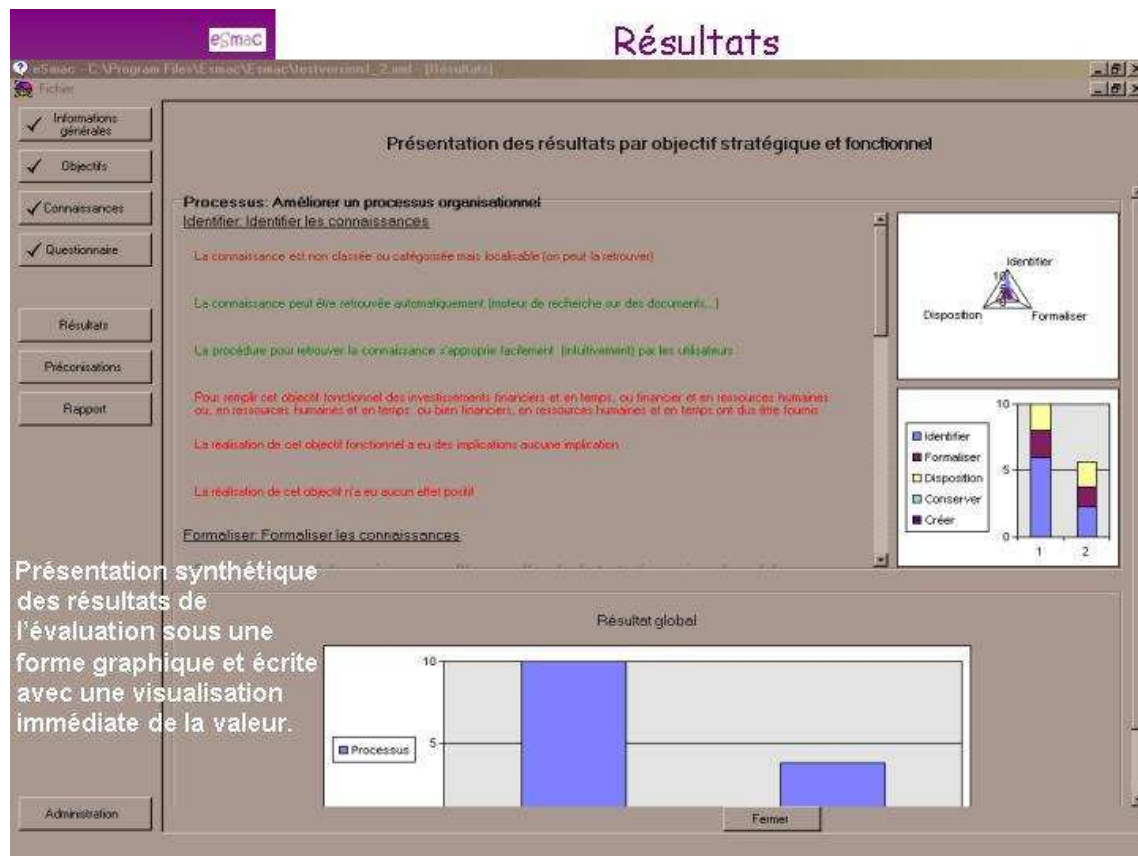 eSmac
Résultats
eSmac - C:\Program Files\Esmac\Esmac\testversion1_2.amf - [Résultats]
Fichier
Informations
générales
Objectifs
Connaissances
Questionnaire
Résultats
Préconisations
Rapport
Administration
Présentation des résultats par objectif stratégique et fonctionnel
Processus: Améliorer un processus organisationnel
Identifier: Identifier les connaissances
La connaissance est non classée ou catégorisée mais localisable (on peut la retrouver)
La connaissance peut être retrouvée automatiquement (moteur de recherche sur des documents...)
La procédure pour retrouver la connaissance s'approprie facilement (intuitivement) par les utilisateurs
Pour remplir cet objectif fonctionnel des investissements financiers et en temps, ou financier et en ressources humaines
ou, en ressources humaines et en temps ou bien financiers, en ressources humaines et en temps ont dus être fournis
La réalisation de cet objectif fonctionnel a eu des implications aucune implication
La réalisation de cet objectif n'a eu aucun effet positif
Formaliser: Formaliser les connaissances
Identifier
10
Disposition
Formaliser
Identifier
Formaliser
Disposition
Conserver
Créer
10
5
0
1 2
Présentation synthétique
des résultats de
l'évaluation sous une
forme graphique et écrite
avec une visualisation
immédiate de la valeur.
Résultat global
10
5
Processus
Fermer